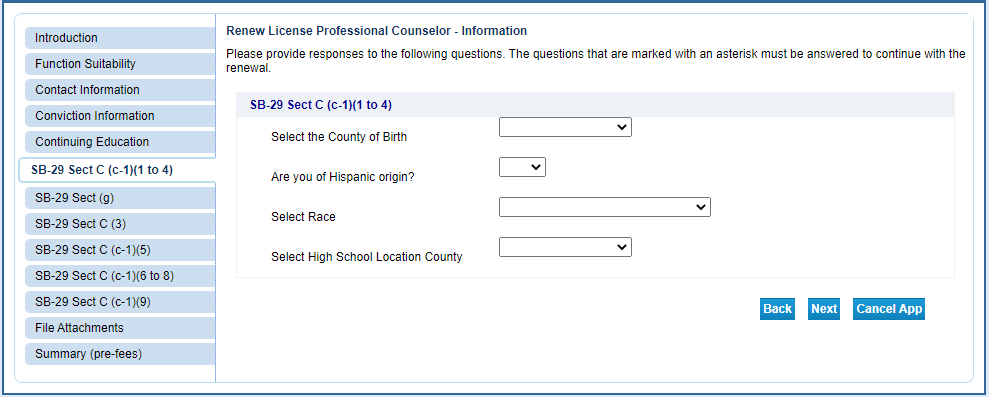 Introduction
Function Suitability
Contact Information
Conviction Information
Continuing Education
SB-29 Sect C (c-1)(1 to 4)
SB-29 Sect (g)
SB-29 Sect C (3)
SB-29 Sect C (c-1)(5)
SB-29 Sect C (c-1)(6 to 8)
SB-29 Sect C (c-1)(9)
File Attachments
Summary (pre-fees)
Renew License Professional Counselor - Information
Please provide responses to the following questions. The questions that are marked with an asterisk must be answered to continue with the
renewal.
SB-29 Sect C (c-1)(1 to 4)
Select the County of Birth
Are you of Hispanic origin?
Select Race
Select High School Location County
Back Next Cancel App